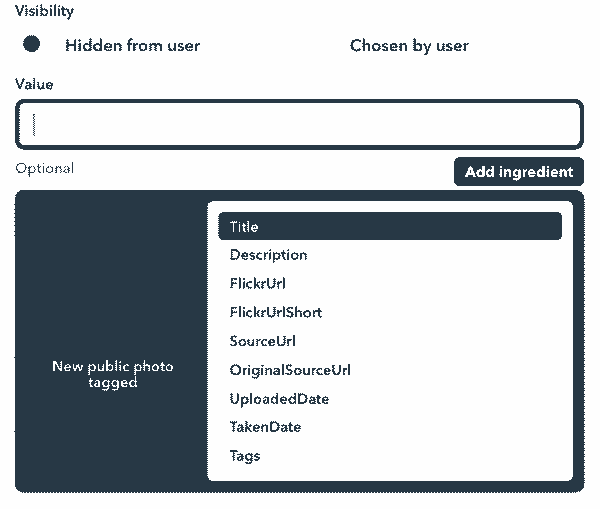 Visibility
Hidden from user
Chosen by user
Value
Optional
Add ingredient
New public photo
tagged
Title
Description
FlickrUrl
FlickrUrlShort
SourceUrl
OriginalSourceUrl
UploadedDate
TakenDate
Tags